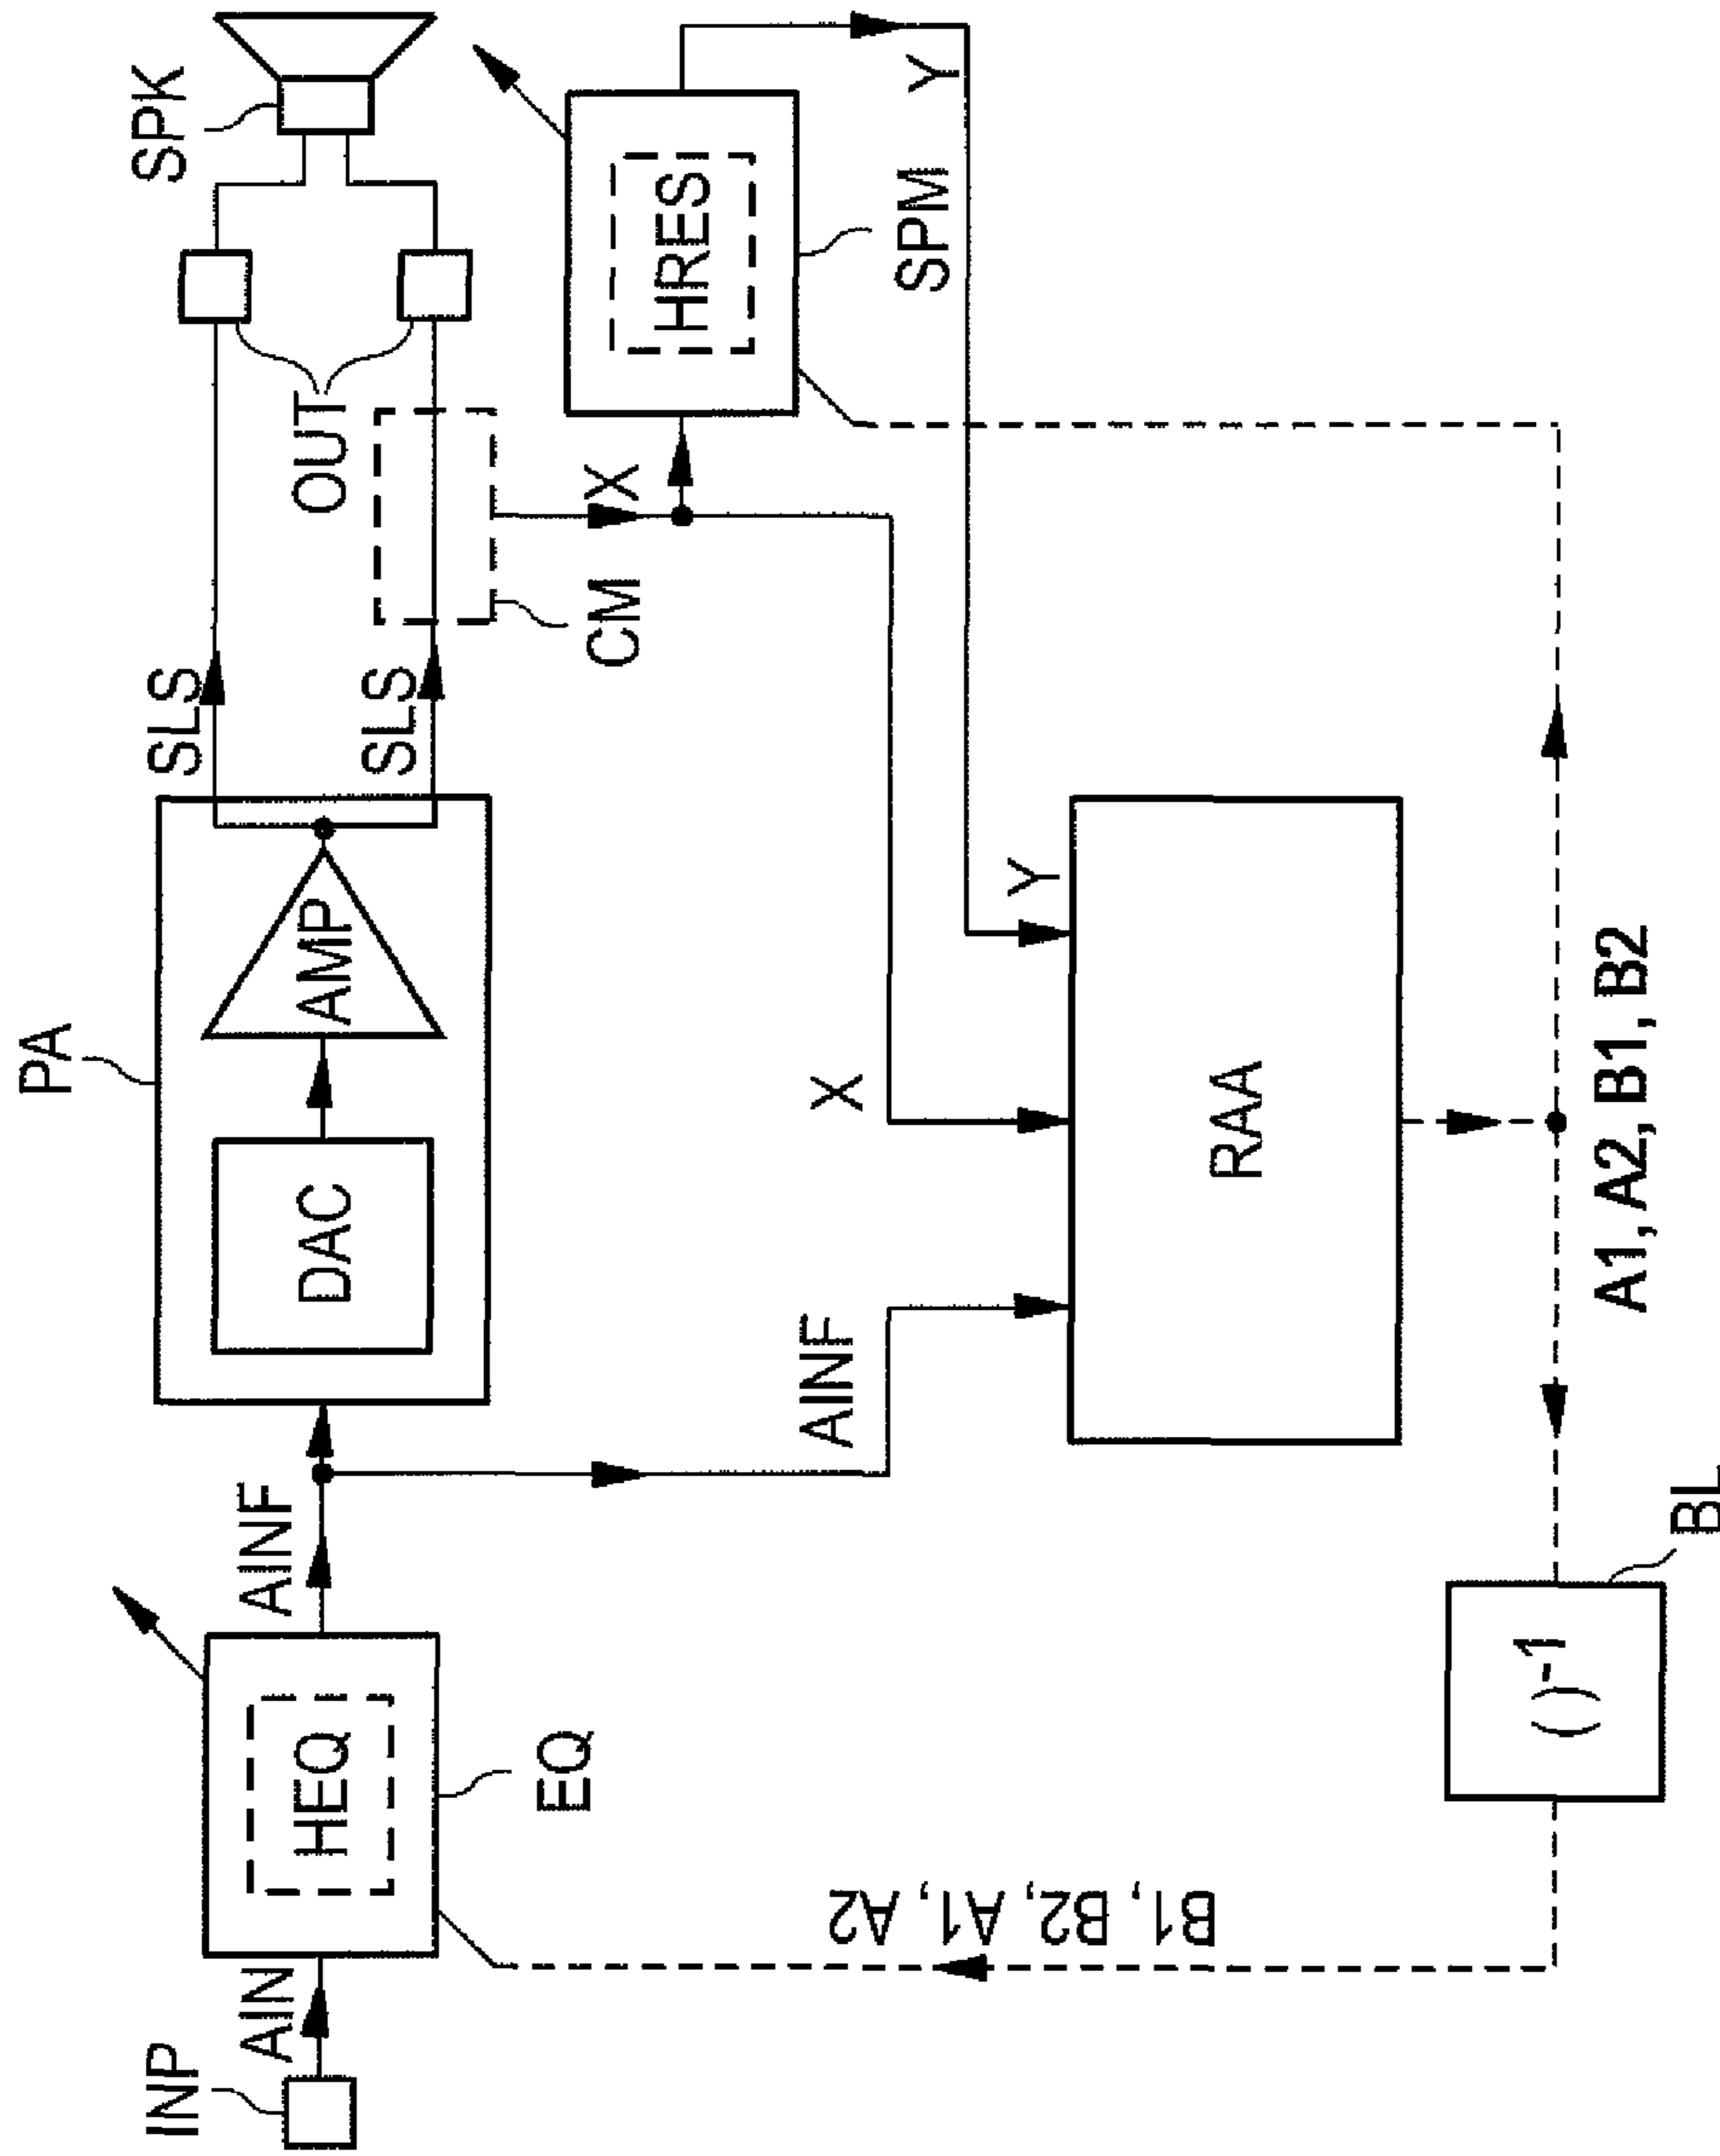 INP
AIN
HEQ
EQ
AINF
PA
DAC
AMP
SLS
SLS
OUT
SPK
CM
X
HRES
SPM
Y
AINF
X
Y
RAA
A1, A2, B1, B2
( )-1
BL
B1, B2, A1, A2